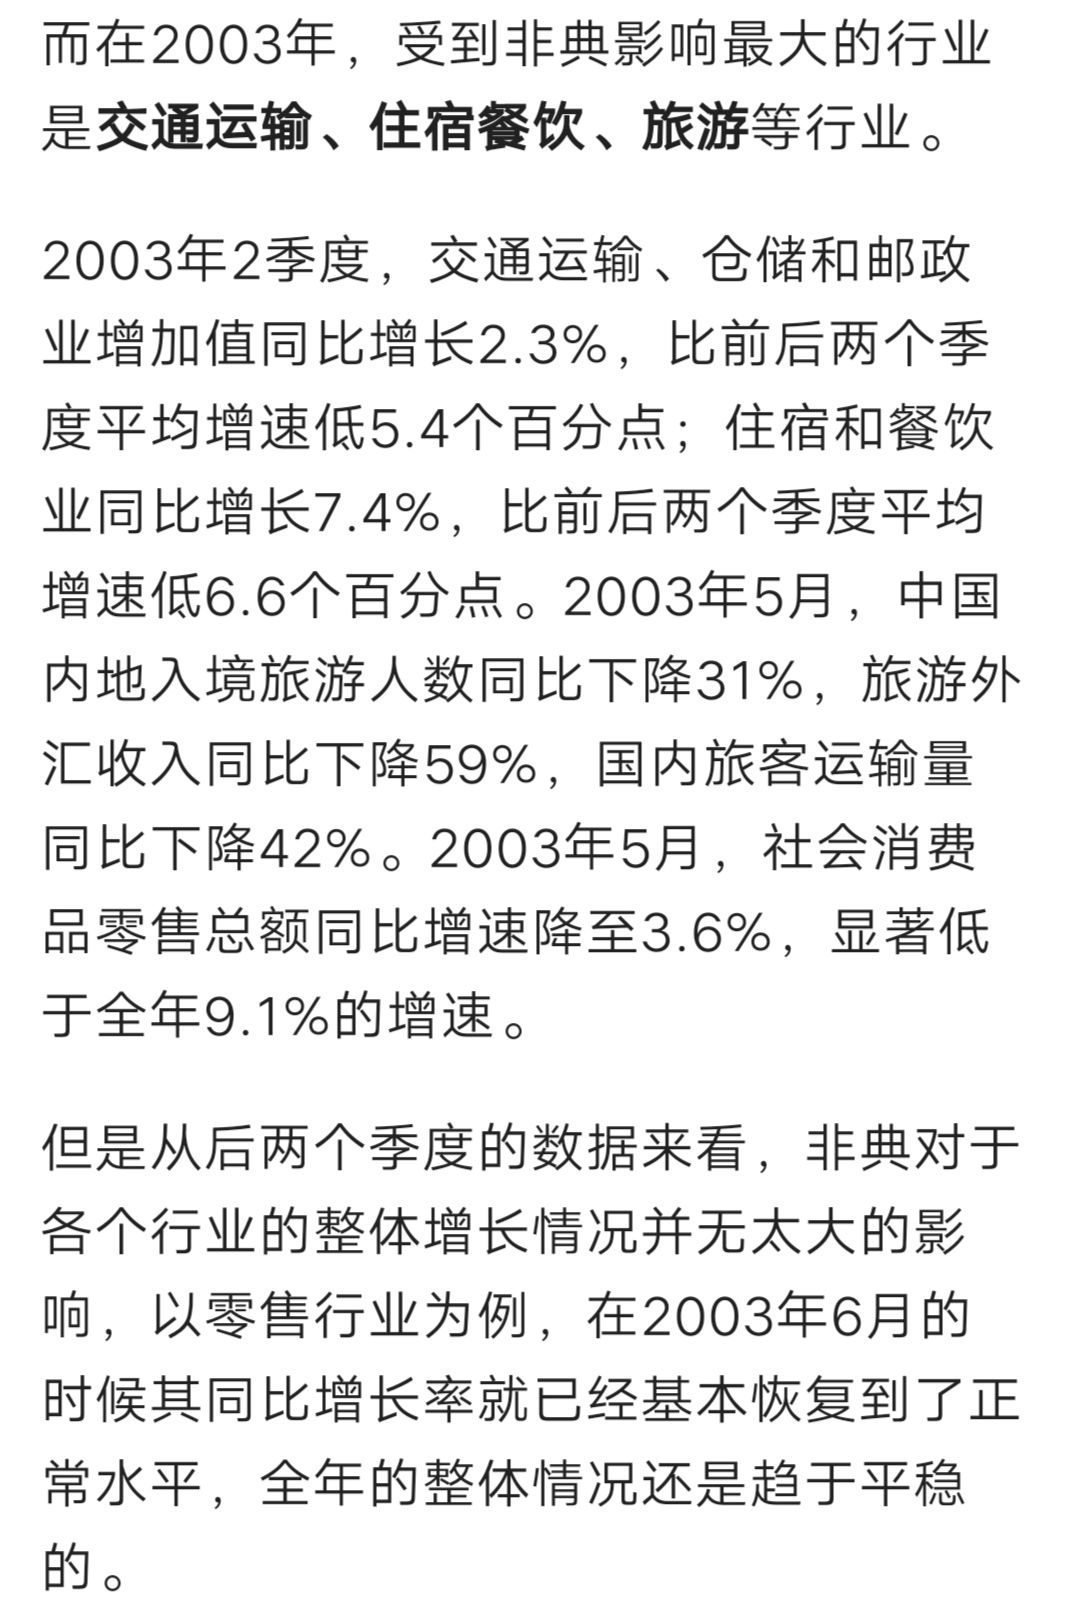 而在2003年，受到非典影响最大的行业
是交通运输、住宿餐饮、旅游等行业。
2003年2季度，交通运输、仓储和邮政
业增加值同比增长2.3%，比前后两个季
度平均增速低5.4个百分点；住宿和餐饮
业同比增长7.4%，比前后两个季度平均
增速低6.6个百分点。2003年5月，中国
内地入境旅游人数同比下降31%，旅游外
汇收入同比下降59%，国内旅客运输量
同比下降42%。2003年5月，社会消费
品零售总额同比增速降至3.6%，显著低
于全年9.1%的增速。
但是从后两个季度的数据来看，非典对于
各个行业的整体增长情况并无太大的影
响，以零售行业为例，在2003年6月的
时候其同比增长率就已经基本恢复到了正
常水平，全年的整体情况还是趋于平稳
的。